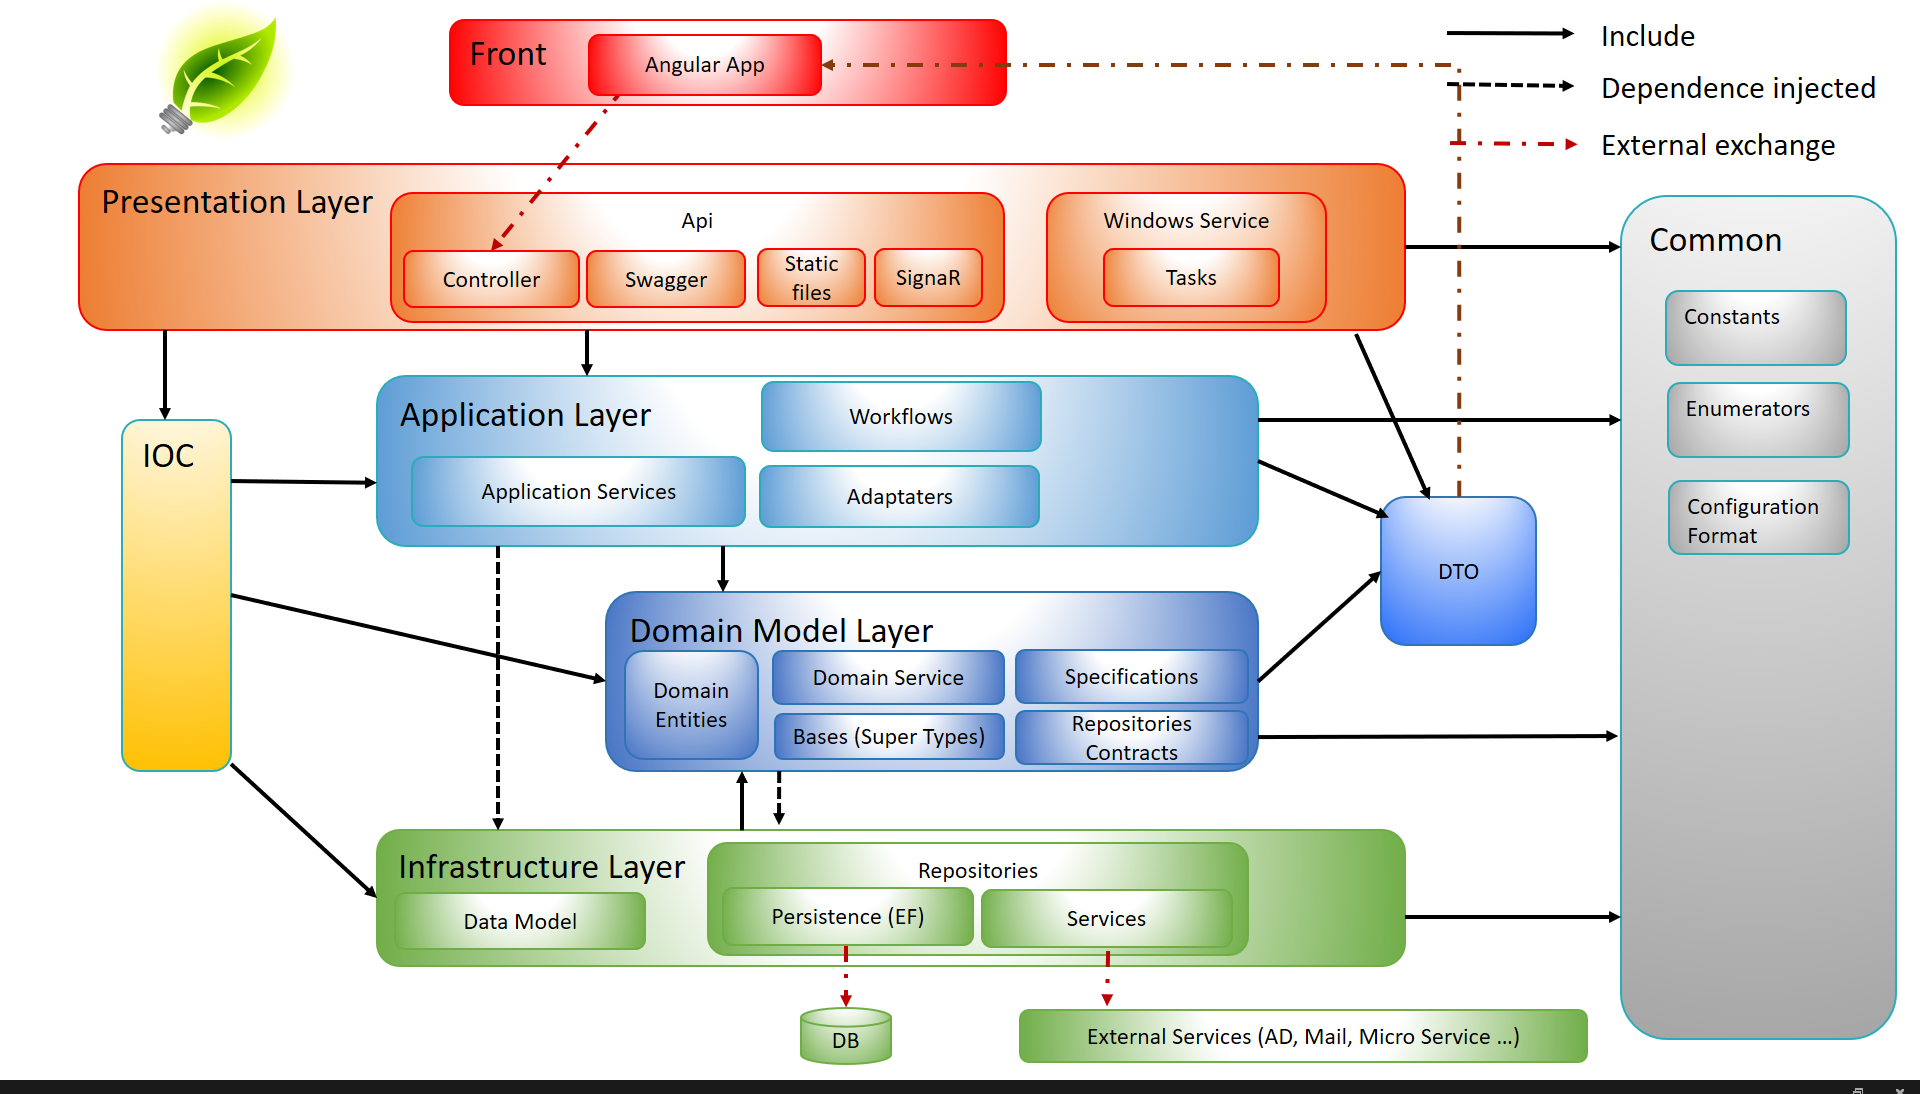 Front
Angular App
Include
Dependence injected
External exchange
Presentation Layer
Api
Controller
Swagger
Static
files
SignaR
Windows Service
Tasks
Common
Constants
Enumerators
Configuration
Format
IOC
Application Layer
Workflows
Application Services
Adaptaters
DTO
Domain Model Layer
Domain
Entities
Domain Service
Specifications
Bases (Super Types)
Repositories
Contracts
Infrastructure Layer
Data Model
Repositories
Persistence (EF)
Services
DB
External Services (AD, Mail, Micro Service ...)